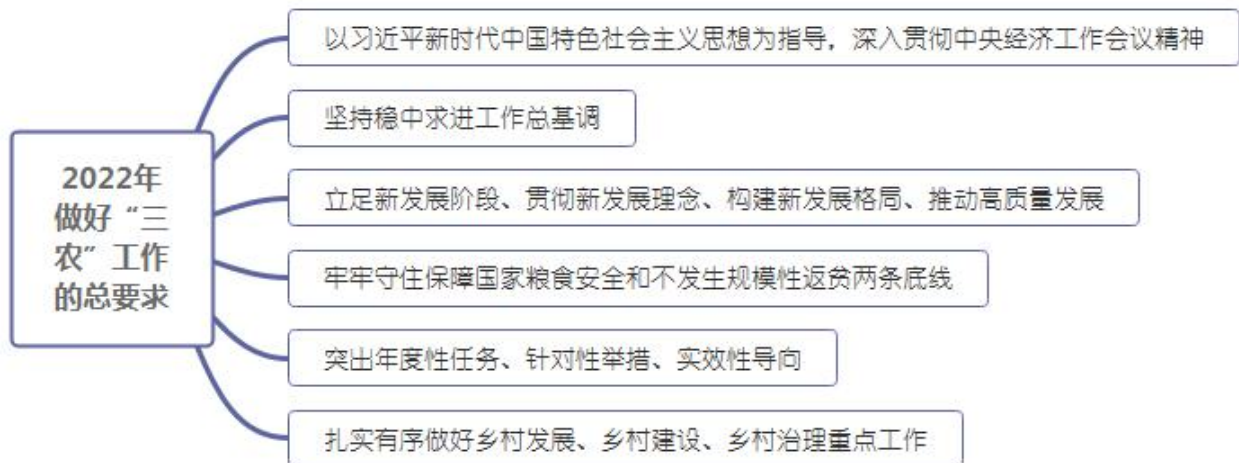 以习近平新时代中国特色社会主义思想为指导，深入贯彻中央经济工作会议精神
坚持稳中求进工作总基调
2022年
做好“三
农”工作
的总要求
立足新发展阶段、贯彻新发展理念、构建新发展格局、推动高质量发展
牢牢守住保障国家粮食安全和不发生规模性返贫两条底线
突出年度性任务、针对性举措、实效性导向
扎实有序做好乡村发展、乡村建设、乡村治理重点工作